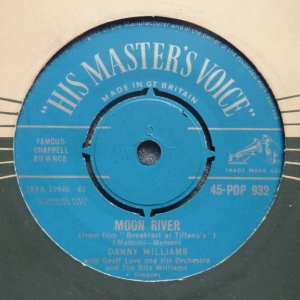 "HIS MASTER'S VOICE"
MADE IN GT BRITAIN
FAMOUS-
CHAPPELL
TRADE MARK
45-POP 932
MOON RIVER
(from film "Breakfast at Tiffany's")
(Mancini—Mercer)
DANNY WILLIAMS
with Geoff Love and His Orchestra
and The Rita Williams
Singers